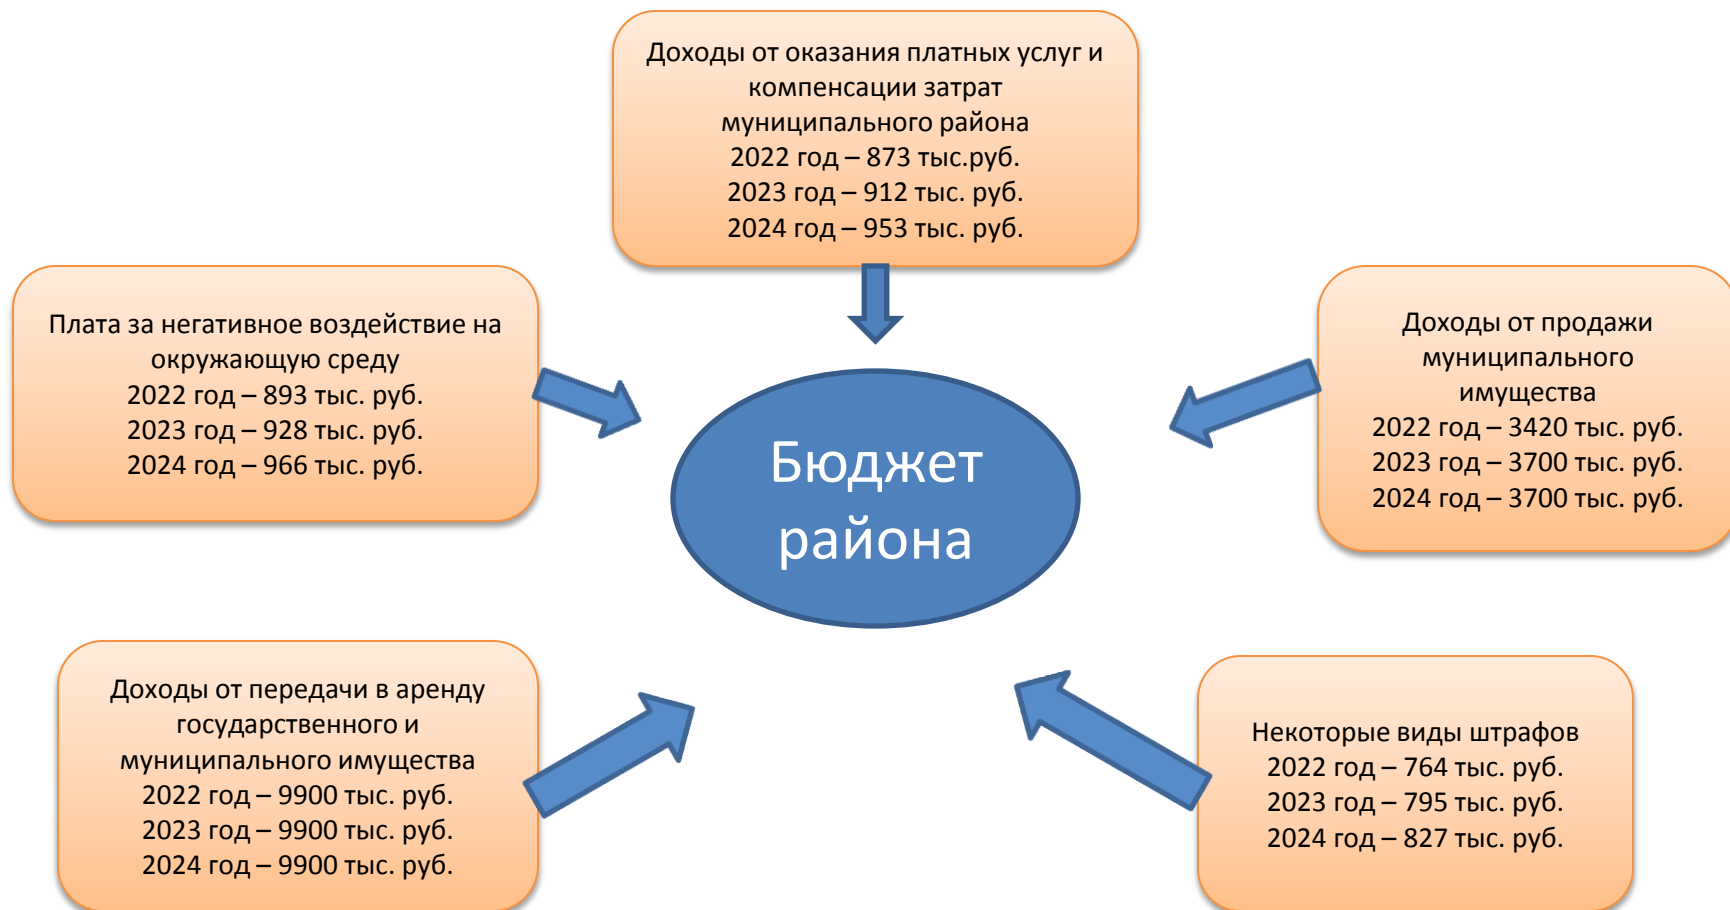 Доходы от оказания платных услуг и
компенсации затрат
муниципального района
2022 год – 873 тыс.руб.
2023 год – 912 тыс. руб.
2024 год – 953 тыс. руб.
Плата за негативное воздействие на
окружающую среду
2022 год – 893 тыс. руб.
2023 год – 928 тыс. руб.
2024 год – 966 тыс. руб.
Доходы от продажи
муниципального
имущества
2022 год – 3420 тыс. руб.
2023 год – 3700 тыс. руб.
2024 год – 3700 тыс. руб.
Бюджет
района
Доходы от передачи в аренду
государственного и
муниципального имущества
2022 год – 9900 тыс. руб.
2023 год – 9900 тыс. руб.
2024 год – 9900 тыс. руб.
Некоторые виды штрафов
2022 год – 764 тыс. руб.
2023 год – 795 тыс. руб.
2024 год – 827 тыс. руб.